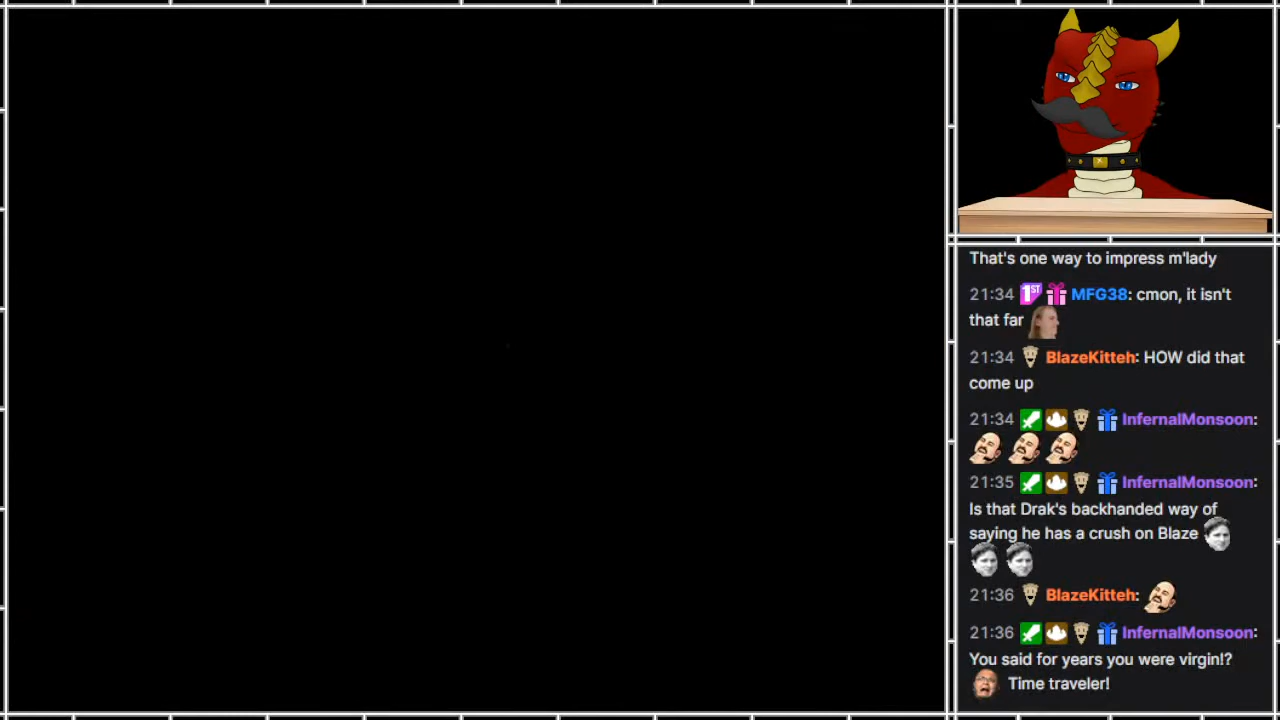 That's one way to impress m'lady
21:34 1ST MFG38: cmon, it isn't
that far
21:34 BlazeKitteh: HOW did that
come up
21:34 InfernalMonsoon:
21:35 InfernalMonsoon:
Is that Drak's backhanded way of
saying he has a crush on Blaze
21:36 BlazeKitteh:
21:36 InfernalMonsoon:
You said for years you were virgin!?
Time traveler!